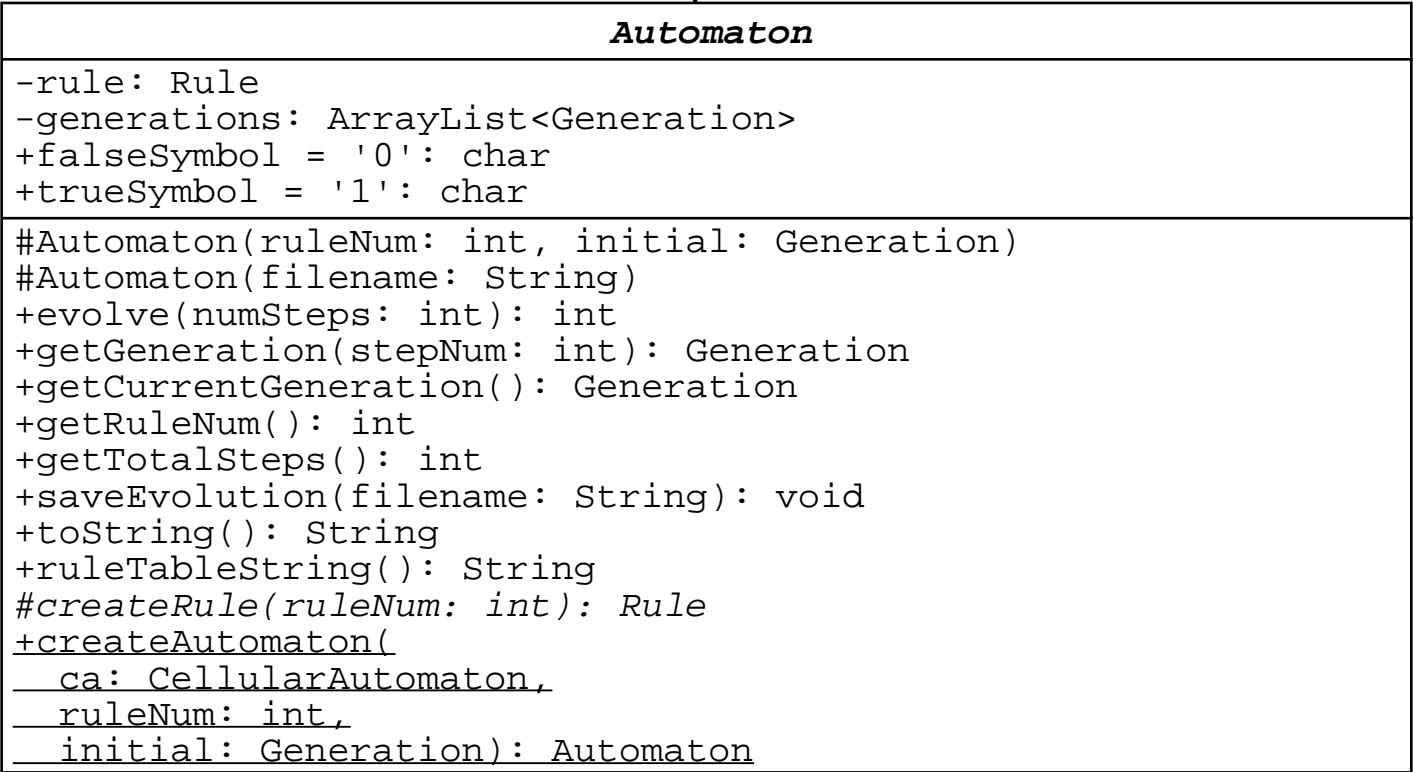 Automaton
-rule: Rule
-generations: ArrayList<Generation>
+falseSymbol = '0': char
+trueSymbol = '1': char
#Automaton(ruleNum: int, initial: Generation)
#Automaton(filename: String)
+evolve(numSteps: int): int
+getGeneration(stepNum: int): Generation
+getCurrentGeneration(): Generation
+getRuleNum(): int
+getTotalSteps(): int
+saveEvolution(filename: String): void
+toString(): String
+ruleTableString(): String
#createRule(ruleNum: int): Rule
+createAutomaton(
  ca: CellularAutomaton,
  ruleNum: int,
  initial: Generation): Automaton